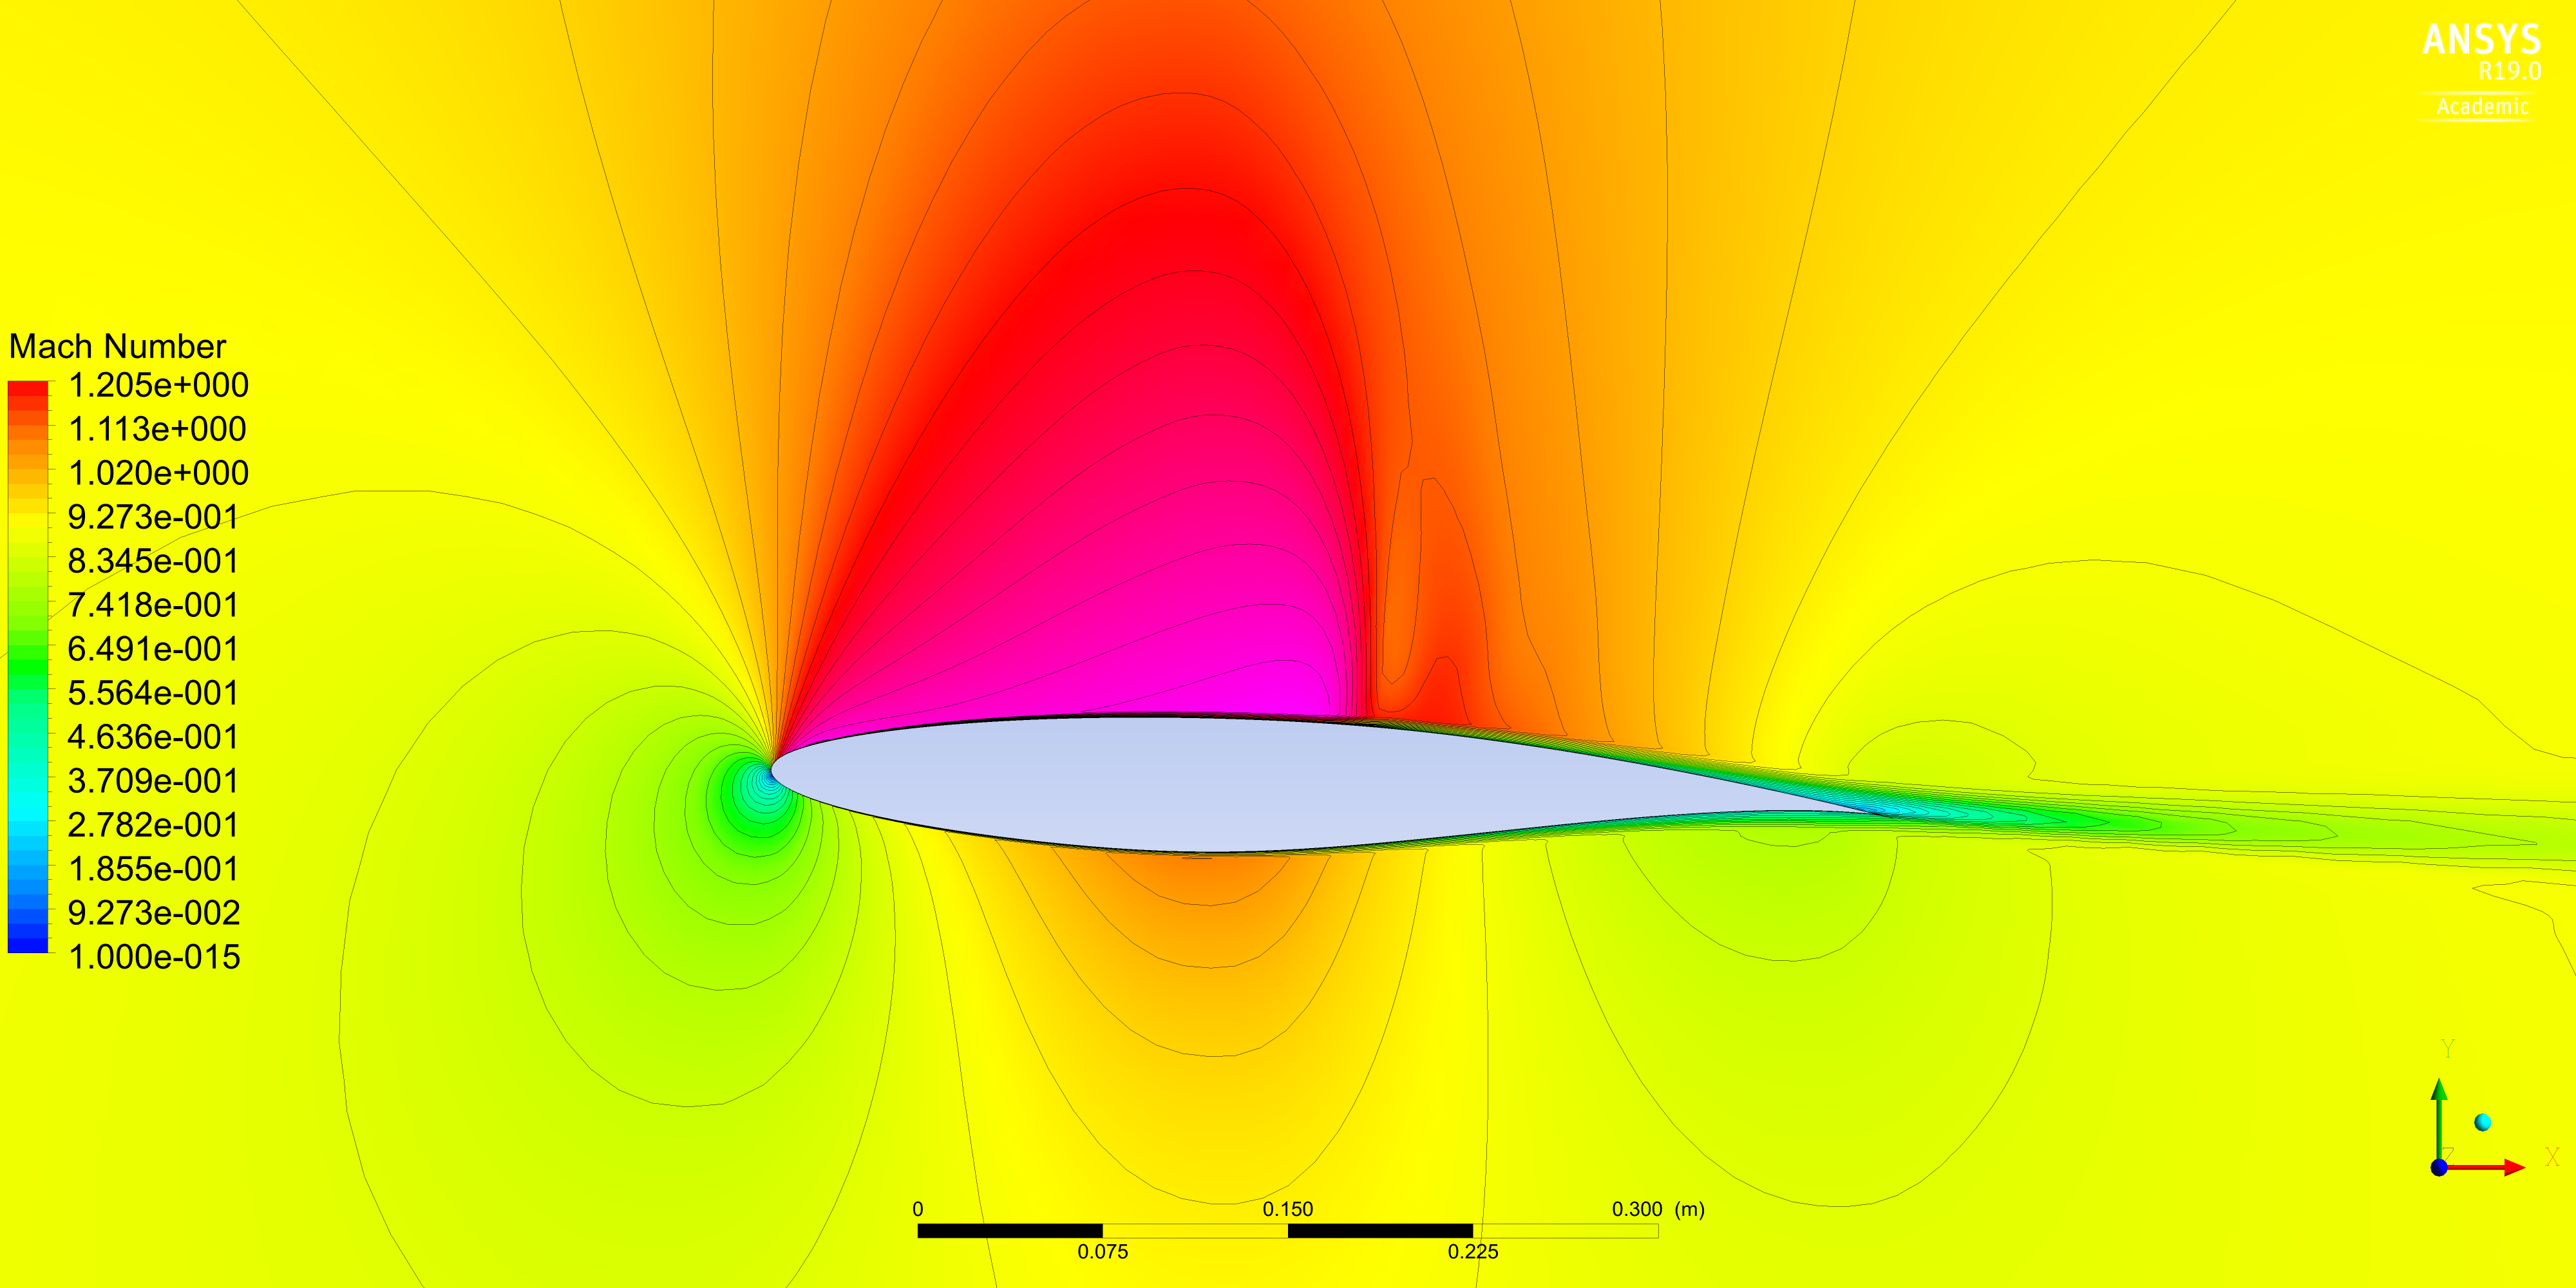 ANSYS
R19.0
Academic
Mach Number
1.205e+000
1.113e+000
1.020e+000
9.273e-001
8.345e-001
7.418e-001
6.491e-001
5.564e-001
4.636e-001
3.709e-001
2.782e-001
1.855e-001
9.273e-002
1.000e-015
Y
Z
X
0 0.150 0.300 (m)
0.075 0.225